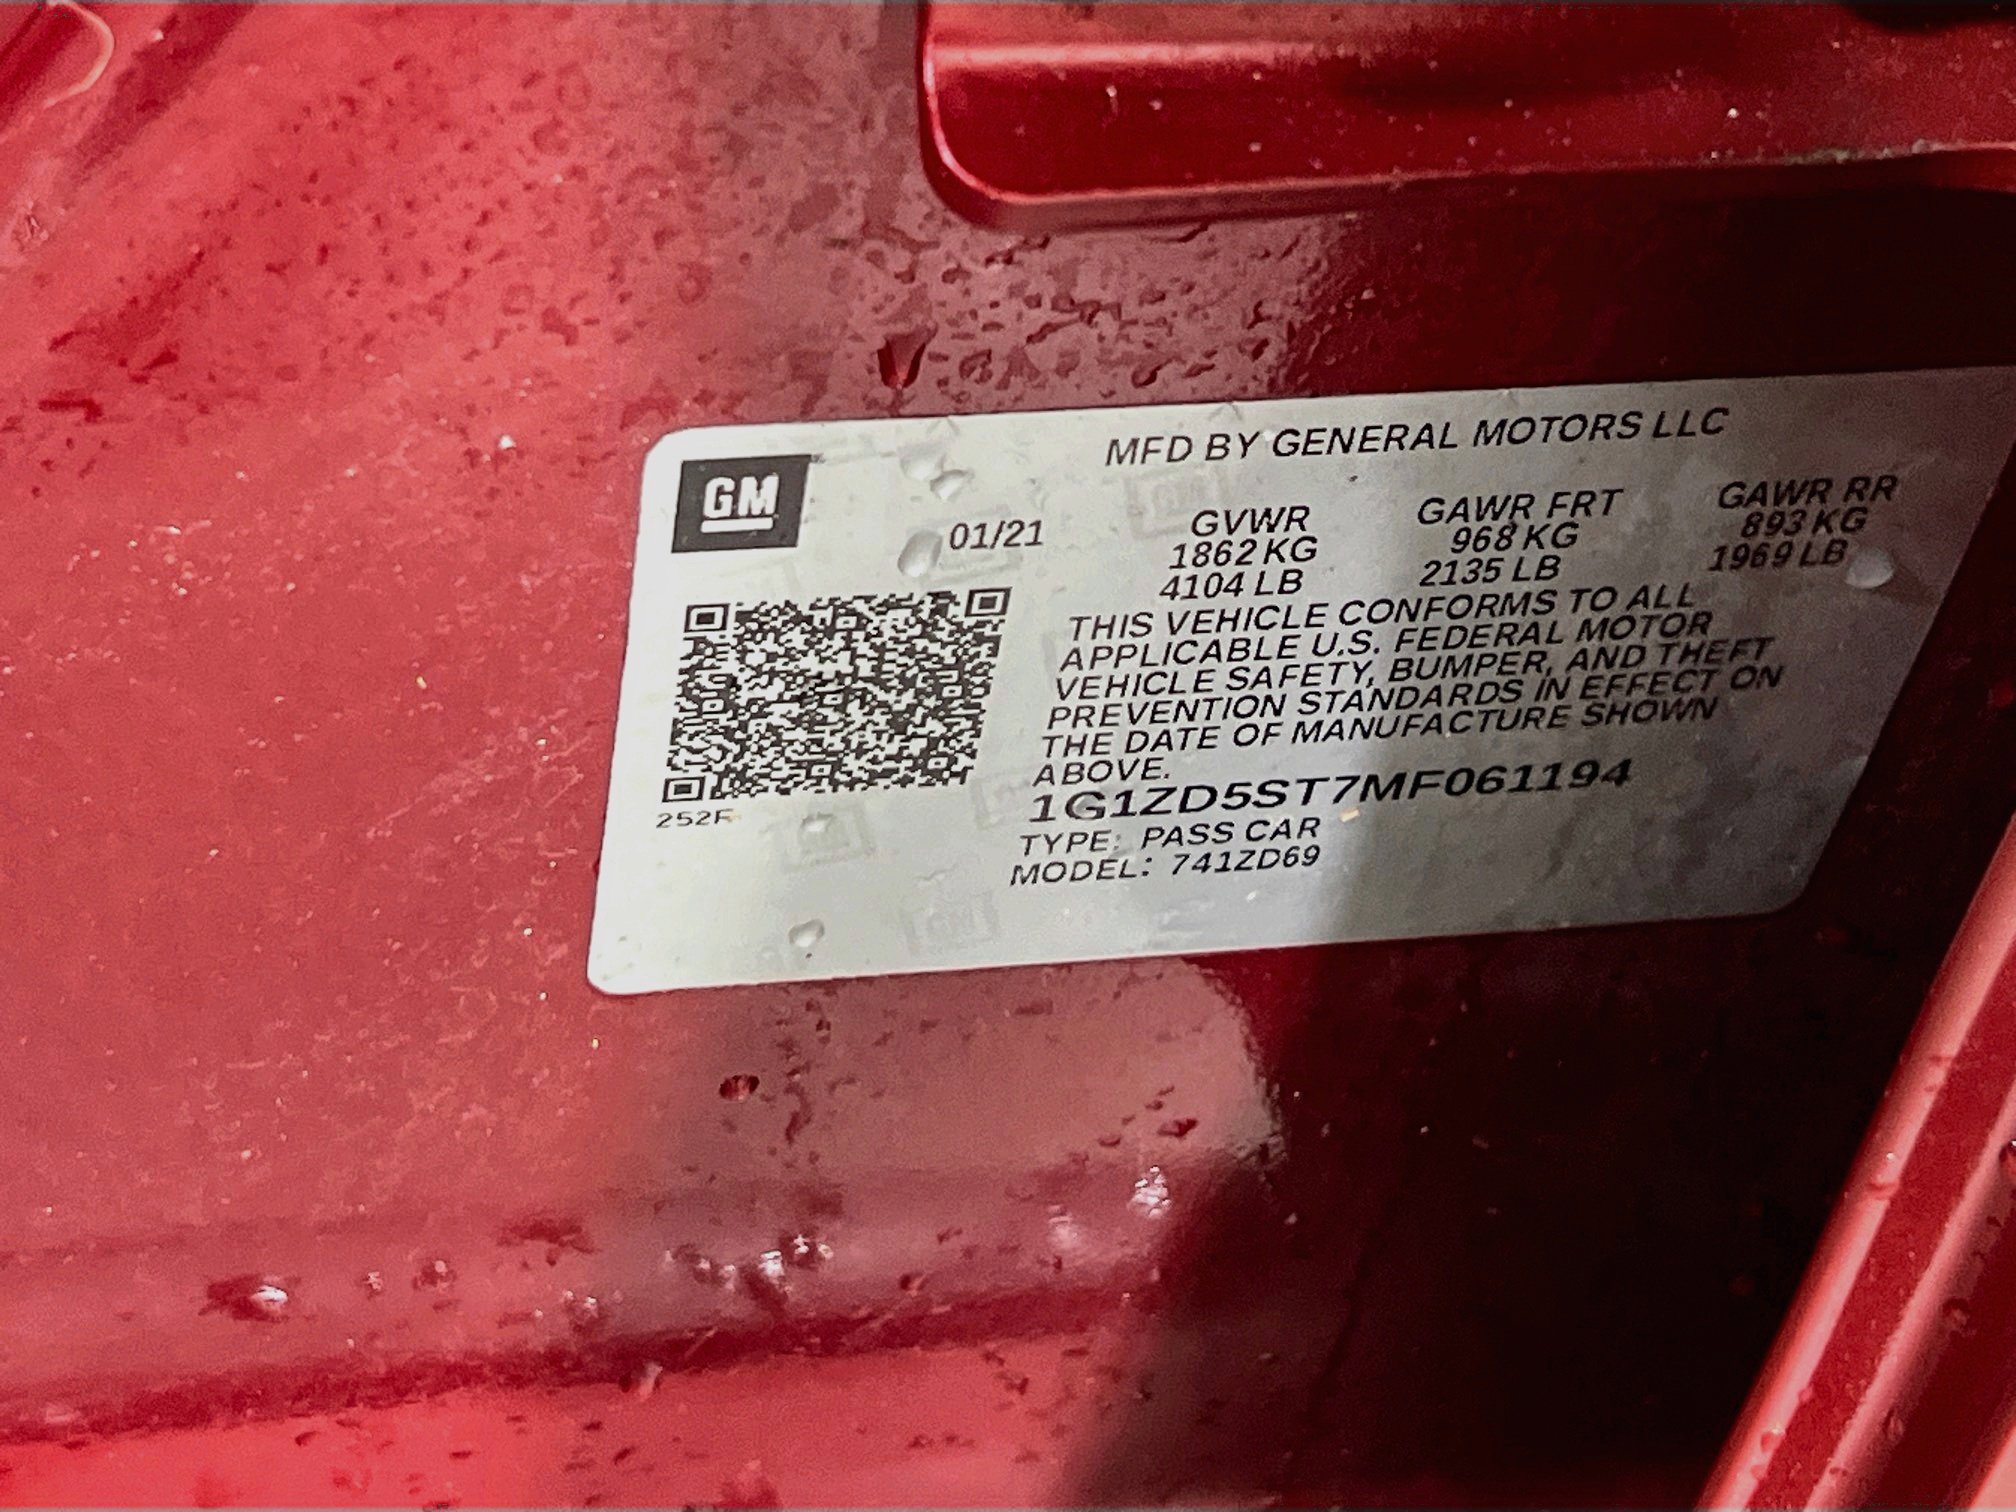 MFD BY GENERAL MOTORS LLC
GM
01/21
GVWR GAWR FRT GAWR RR
1862 KG 968 KG 893 KG
4104 LB 2135 LB 1969 LB
THIS VEHICLE CONFORMS TO ALL
APPLICABLE U.S. FEDERAL MOTOR
VEHICLE SAFETY, BUMPER, AND THEFT
PREVENTION STANDARDS IN EFFECT ON
THE DATE OF MANUFACTURE SHOWN
ABOVE.
1G1ZD5ST7MF061194
252F
TYPE: PASS CAR
MODEL: 741ZD69